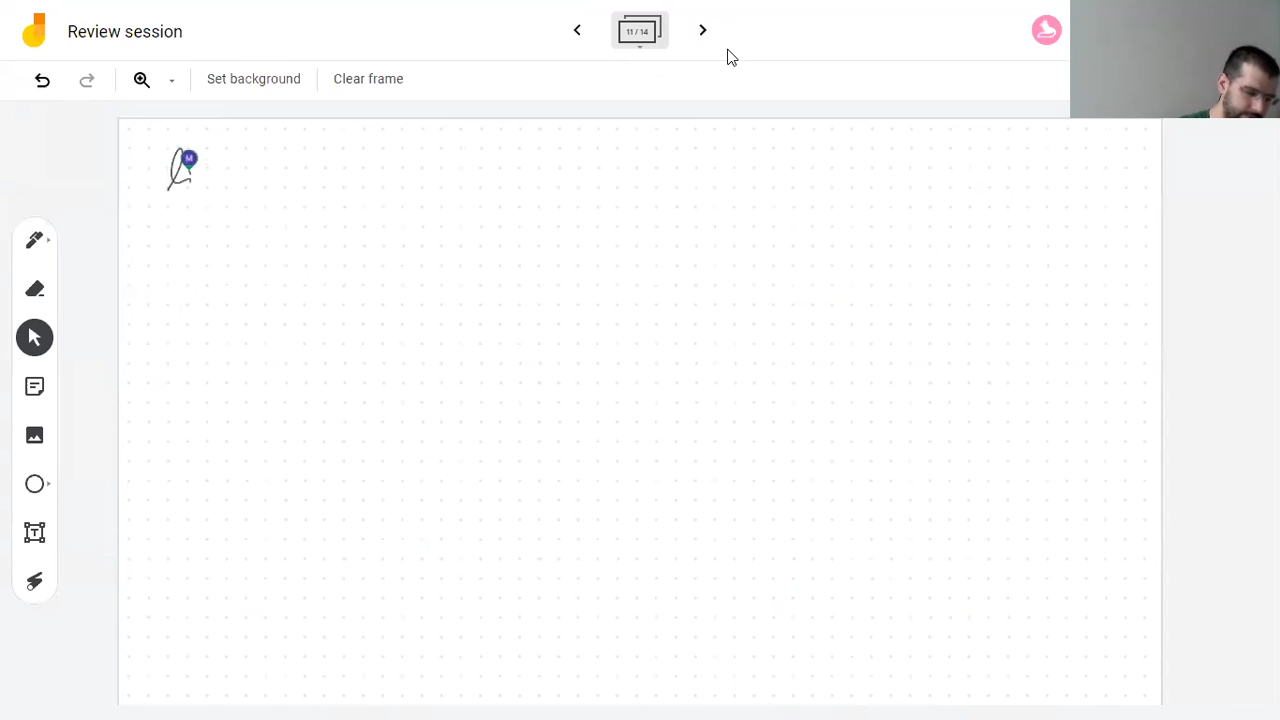 Review session
11 / 14
Set background
Clear frame
M
T